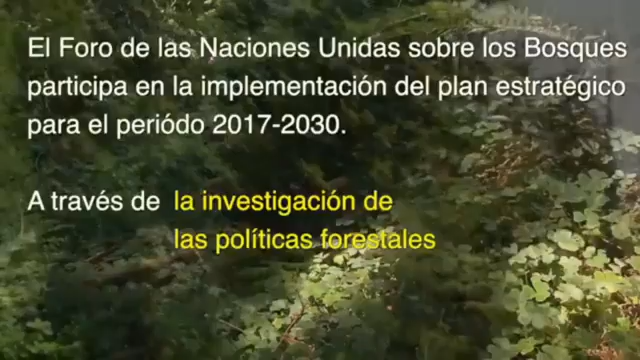 El Foro de las Naciones Unidas sobre los Bosques
participa en la implementación del plan estratégico
para el periódo 2017-2030.
A través de la investigación de
las políticas forestales